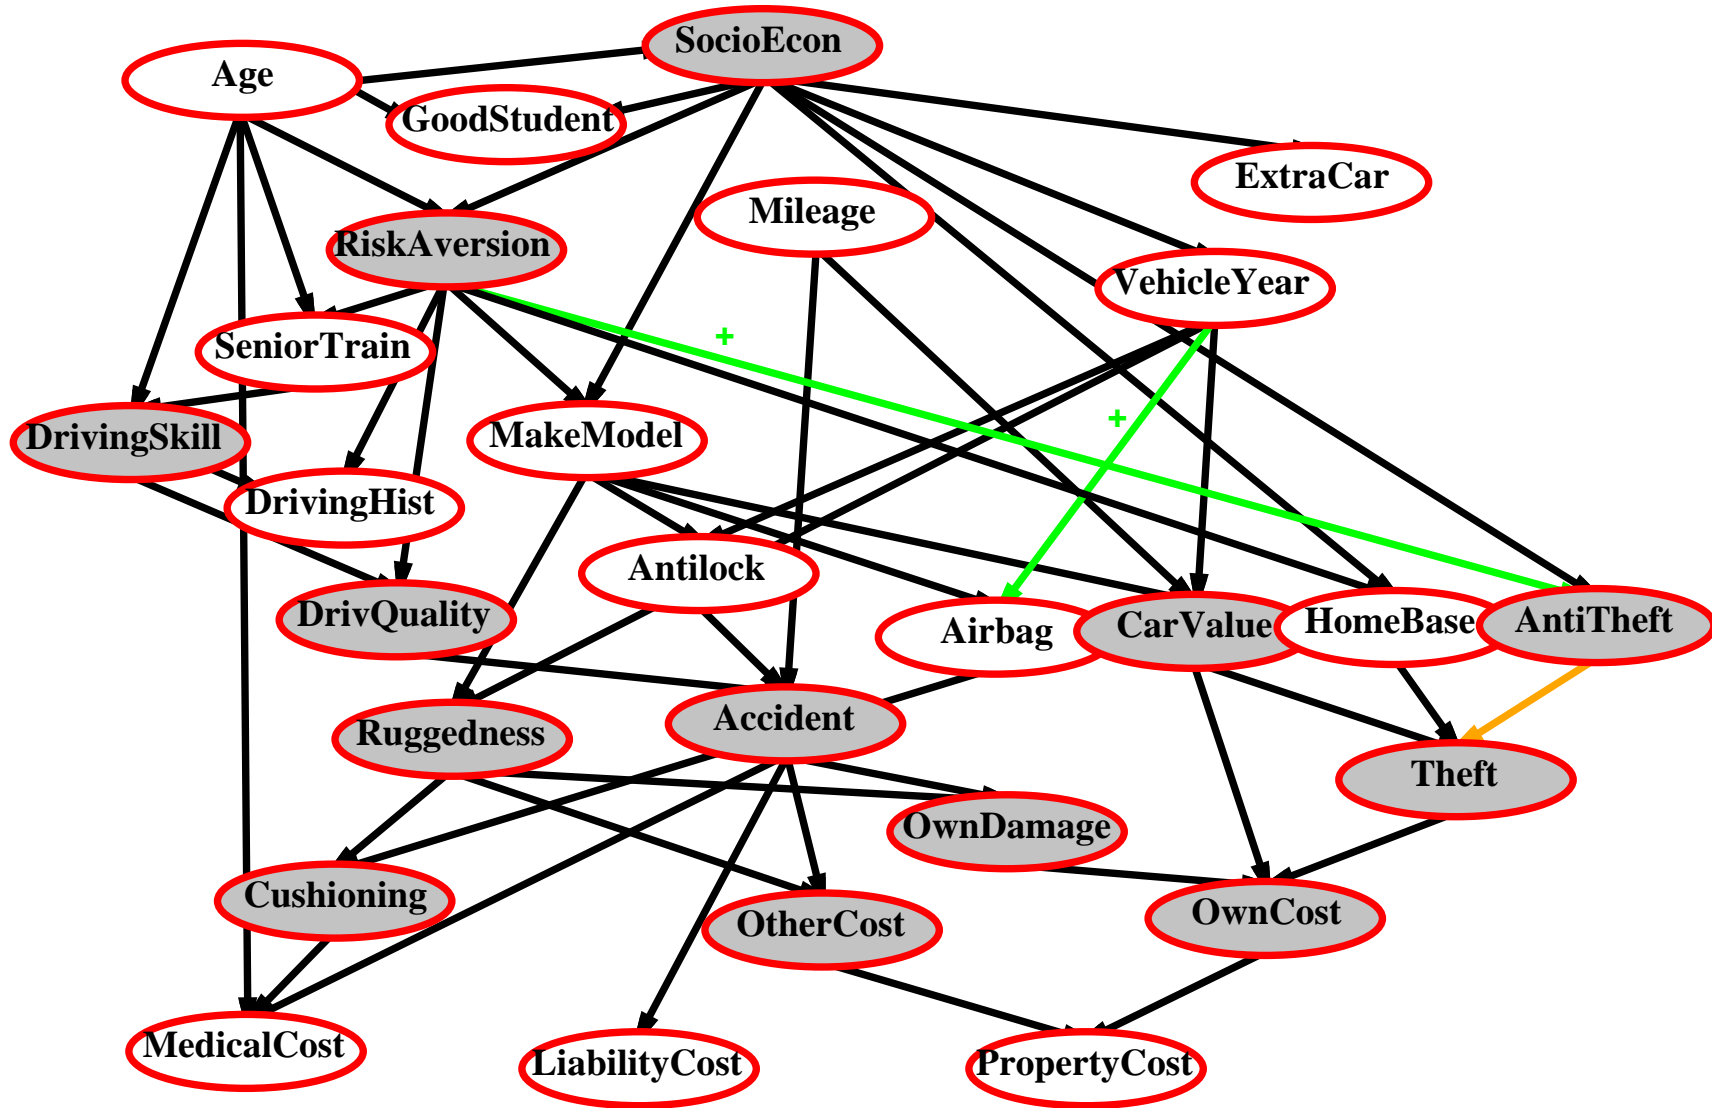 SocioEcon
Age
GoodStudent
ExtraCar
Mileage
RiskAversion
VehicleYear
+
SeniorTrain
+
DrivingSkill
MakeModel
DrivingHist
Antilock
DrivQuality
Airbag
CarValue
HomeBase
AntiTheft
Ruggedness
Accident
Theft
OwnDamage
Cushioning
OtherCost
OwnCost
MedicalCost
LiabilityCost
PropertyCost